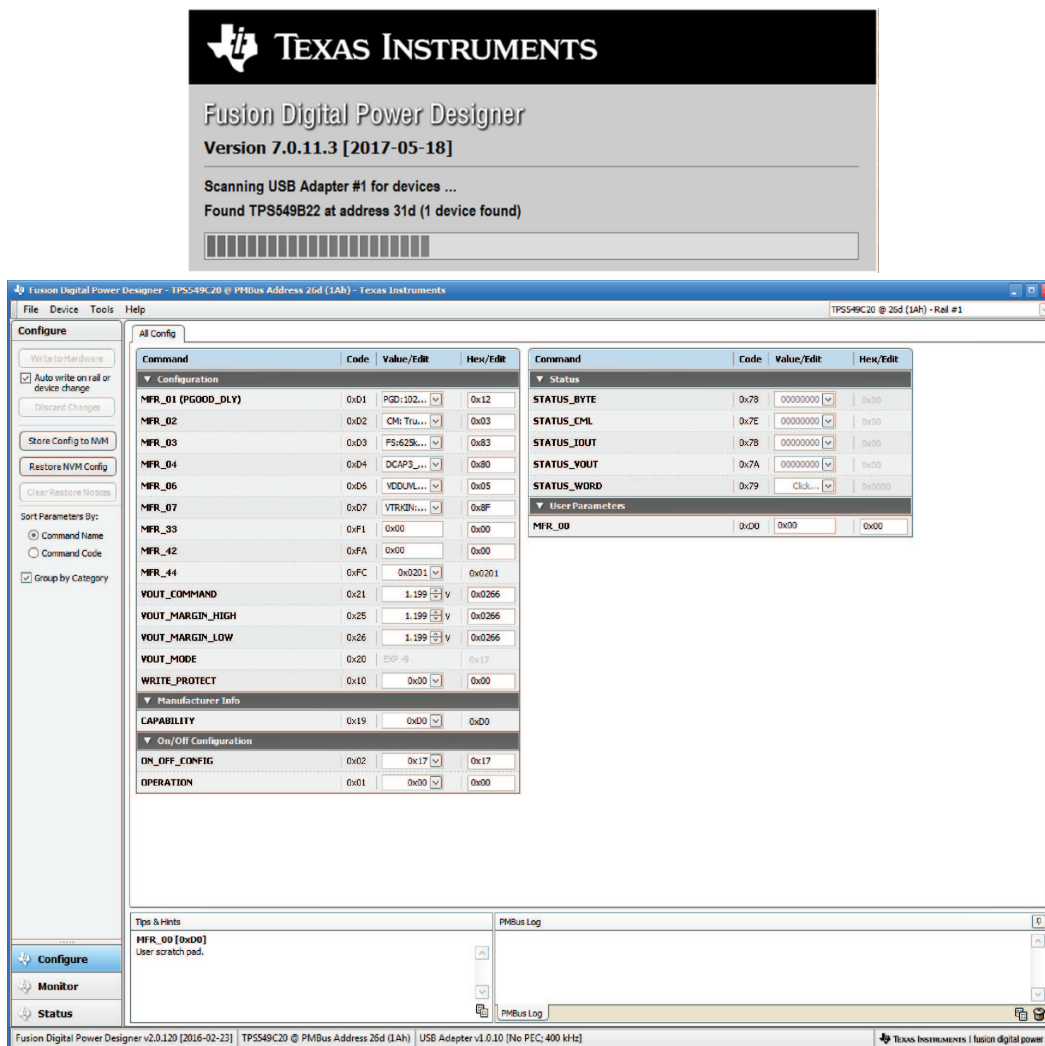 TEXAS INSTRUMENTS
Fusion Digital Power Designer
Version 7.0.11.3 [2017-05-18]
Scanning USB Adapter #1 for devices ...
Found TPS549B22 at address 31d (1 device found)
Fusion Digital Power Designer - TPS549C20 @ PMBus Address 26d (1Ah) - Texas Instruments
File Device Tools Help
TPS549C20 @ 26d (1Ah) - Rail #1
Configure
Write to Hardware
Auto write on rail or
device change
Discard Changes
Store Config to NVM
Restore NVM Config
Clear Restore Notices
Sort Parameters By:
Command Name
Command Code
Group by Category
All Config
Command Code Value/Edit Hex/Edit
Configuration
MFR_01 (PGOOD_DLY) 0xD1 PGD:102... 0x12
MFR_02 0xD2 CM: Tru... 0x03
MFR_03 0xD3 FS:625k... 0x83
MFR_04 0xD4 DCAP3_... 0x80
MFR_06 0xD6 VDDUVL... 0x05
MFR_07 0xD7 VTRKIN:... 0x8F
MFR_33 0xF1 0x00 0x00
MFR_42 0xFA 0x00 0x00
MFR_44 0xFC 0x0201 0x0201
VOUT_COMMAND 0x21 1.199 V 0x0266
VOUT_MARGIN_HIGH 0x25 1.199 V 0x0266
VOUT_MARGIN_LOW 0x26 1.199 V 0x0266
VOUT_MODE 0x20 EXP -9 0x17
WRITE_PROTECT 0x10 0x00 0x00
Manufacturer Info
CAPABILITY 0x19 0xD0 0xD0
On/Off Configuration
ON_OFF_CONFIG 0x02 0x17 0x17
OPERATION 0x01 0x00 0x00
Command Code Value/Edit Hex/Edit
Status
STATUS_BYTE 0x78 00000000 0x00
STATUS_CML 0x7E 00000000 0x00
STATUS_IOUT 0x7B 00000000 0x00
STATUS_VOUT 0x7A 00000000 0x00
STATUS_WORD 0x79 Click... 0x0000
User Parameters
MFR_00 0xD0 0x00 0x00
Tips & Hints
MFR_00 [0xD0]
User scratch pad.
PMBus Log
PMBus Log
Configure
Monitor
Status
Fusion Digital Power Designer v2.0.120 [2016-02-23] TPS549C20 @ PMBus Address 26d (1Ah) USB Adapter v1.0.10 [No PEC; 400 kHz] TEXAS INSTRUMENTS | fusion digital power